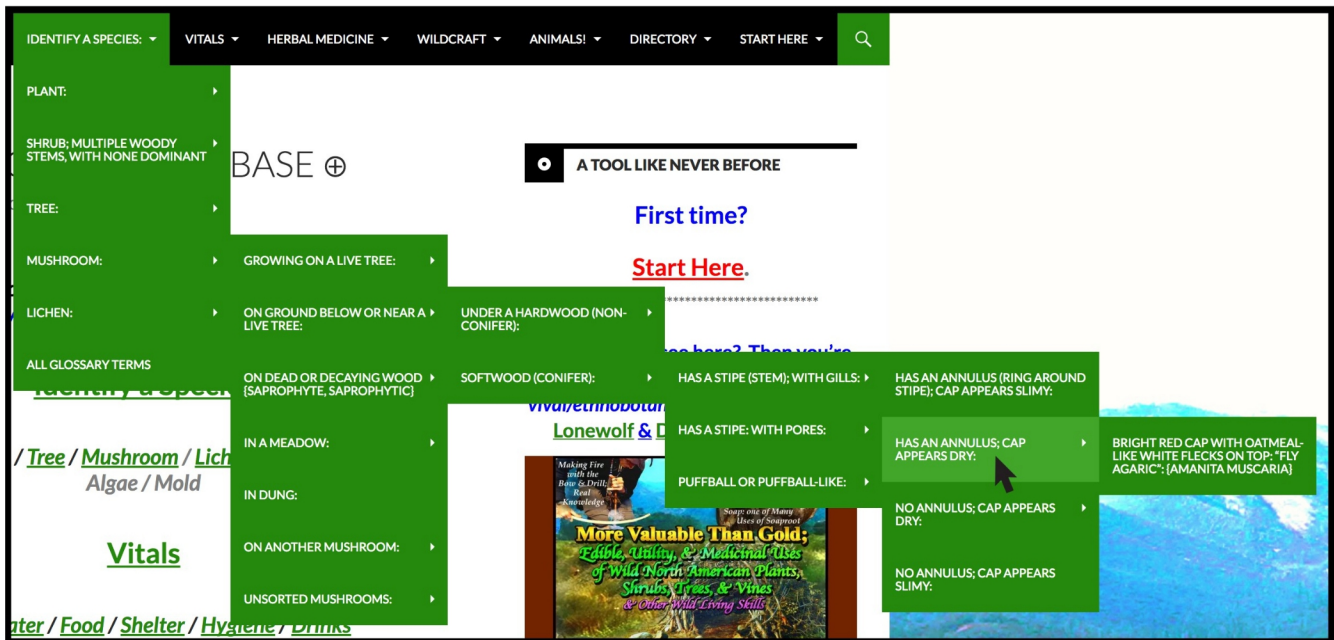 IDENTIFY A SPECIES: VITALS HERBAL MEDICINE WILDCRAFT ANIMALS! DIRECTORY START HERE
PLANT:
SHRUB; MULTIPLE WOODY
STEMS, WITH NONE DOMINANT
TREE:
MUSHROOM:
LICHEN:
ALL GLOSSARY TERMS
GROWING ON A LIVE TREE:
ON GROUND BELOW OR NEAR A
LIVE TREE:
ON DEAD OR DECAYING WOOD
{SAPROPHYTE, SAPROPHYTIC}
IN A MEADOW:
IN DUNG:
ON ANOTHER MUSHROOM:
UNSORTED MUSHROOMS:
UNDER A HARDWOOD (NON-
CONIFER):
SOFTWOOD (CONIFER):
HAS A STIPE (STEM); WITH GILLS:
HAS A STIPE: WITH PORES:
PUFFBALL OR PUFFBALL-LIKE:
HAS AN ANNULUS (RING AROUND
STIPE); CAP APPEARS SLIMY:
HAS AN ANNULUS; CAP
APPEARS DRY:
NO ANNULUS; CAP APPEARS
DRY:
NO ANNULUS; CAP APPEARS
SLIMY:
BRIGHT RED CAP WITH OATMEAL-
LIKE WHITE FLECKS ON TOP: "FLY
AGARIC": {AMANITA MUSCARIA}
BASE ⊕
A TOOL LIKE NEVER BEFORE
First time?
Start Here.
****************************
here? Then you're
Lonewolf &
/ Tree / Mushroom / Lich
Algae / Mold
Vitals
ater / Food / Shelter / Hygiene / Drinks
Making Fire
with the
Bow & Drill;
Real
Knowledge
Soap: one of Many
Uses of Soaproot
More Valuable Than Gold;
Edible, Utility, & Medicinal Uses
of Wild North American Plants,
Shrubs, Trees, & Vines
& Other Wild Living Skills